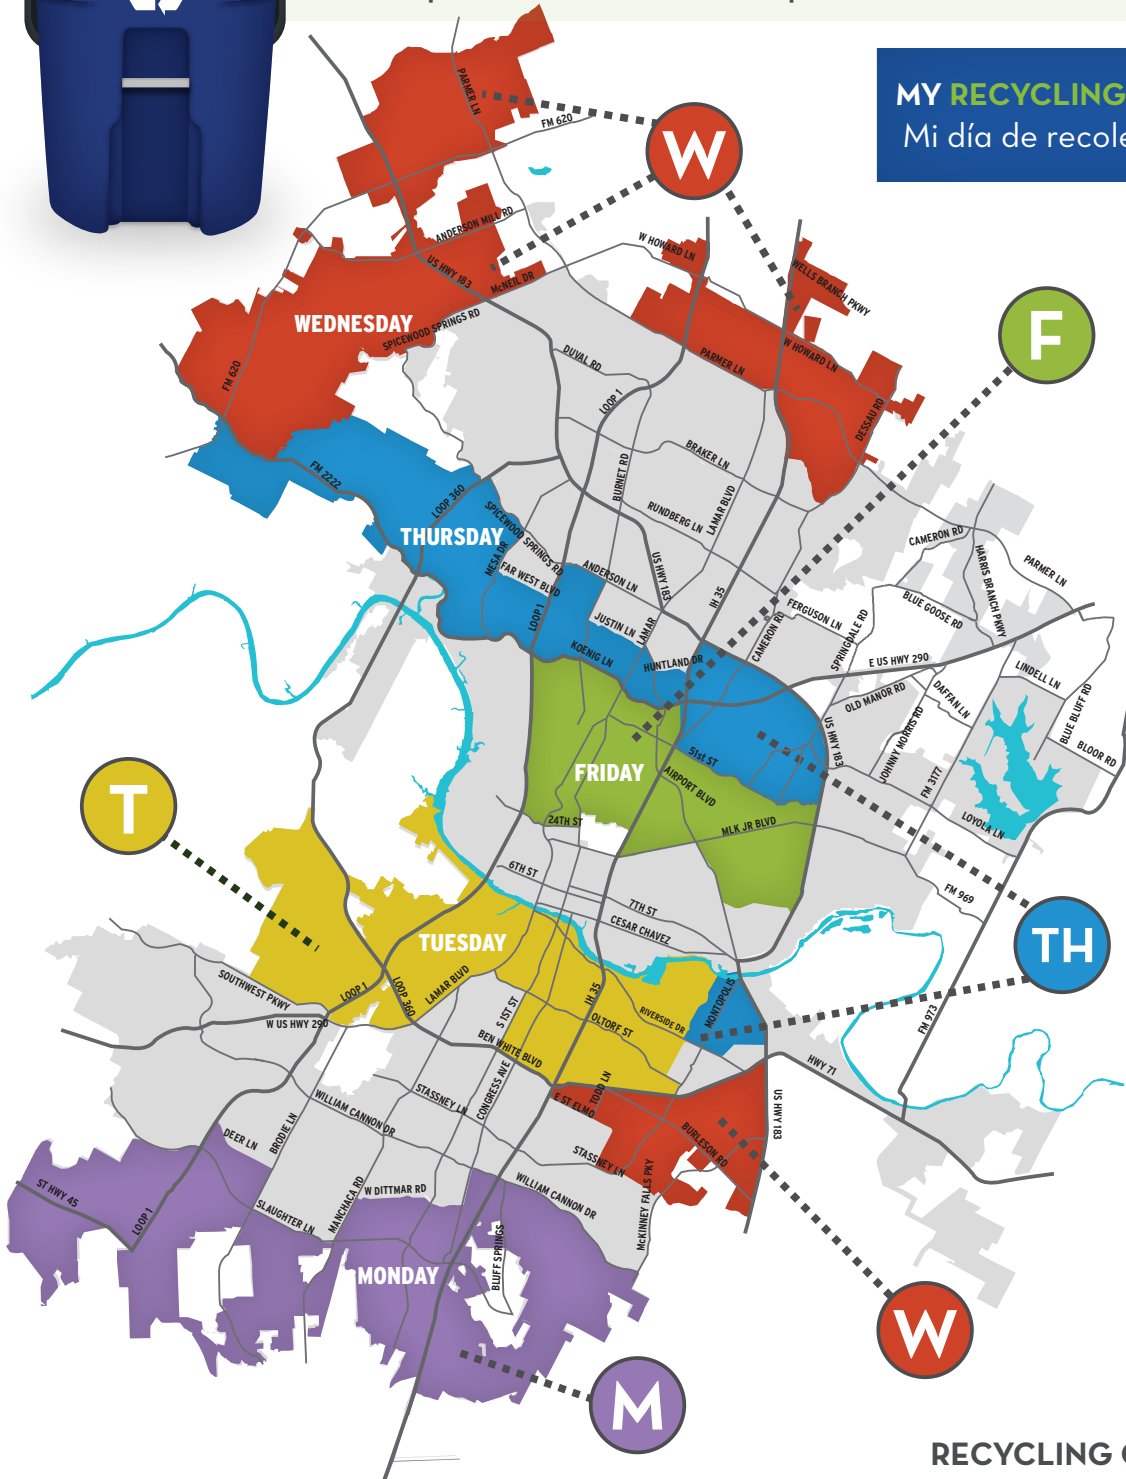 MY RECYCLING
Mi día de recole
PARMER LN
FM 620
W
ANDERSON MILL RD
US HWY 183
McNEIL DR
W HOWARD LN
WELLS BRANCH PKWY
WEDNESDAY
SPICEWOOD SPRINGS RD
F
FM 620
DUVAL RD
PARMER LN
W HOWARD LN
LOOP 1
DESSAU RD
BRAKER LN
FM 2222
LOOP 360
BURNET RD
LAMAR BLVD
RUNDBERG LN
THURSDAY
SPICEWOOD SPRINGS RD
MESA DR
FAR WEST BLVD
ANDERSON LN
US HWY 183
IH 35
CAMERON RD
HARRIS BRANCH PKWY
PARMER LN
LOOP 1
JUSTIN LN
LAMAR
CAMERON RD
FERGUSON LN
SPRINGDALE RD
BLUE GOOSE RD
KOENIG LN
HUNTLAND DR
E US HWY 290
LINDELL LN
OLD MANOR RD
DAFFAN LN
BLUE BLUFF RD
US HWY 183
JOHNNY MORRIS RD
BLOOR RD
51st ST
FM 3177
FRIDAY
AIRPORT BLVD
T
24TH ST
MLK JR BLVD
LOYOLA LN
6TH ST
FM 969
7TH ST
CESAR CHAVEZ
TUESDAY
TH
SOUTHWEST PKWY
LOOP 1
LOOP 360
LAMAR BLVD
IH 35
MONTOPOLIS
W US HWY 290
S 1ST ST
OLTORF ST
RIVERSIDE DR
FM 973
BEN WHITE BLVD
HWY 71
STASSNEY LN
CONGRESS AVE
E ST ELMO
TODD LN
US HWY 183
WILLIAM CANNON DR
BRODIE LN
DEER LN
BURLESON RD
STASSNEY LN
ST HWY 45
LOOP 1
SLAUGHTER LN
MANCHACA RD
W DITTMAR RD
WILLIAM CANNON DR
McKINNEY FALLS PKY
BLUFF SPRINGS
MONDAY
W
M
RECYCLING